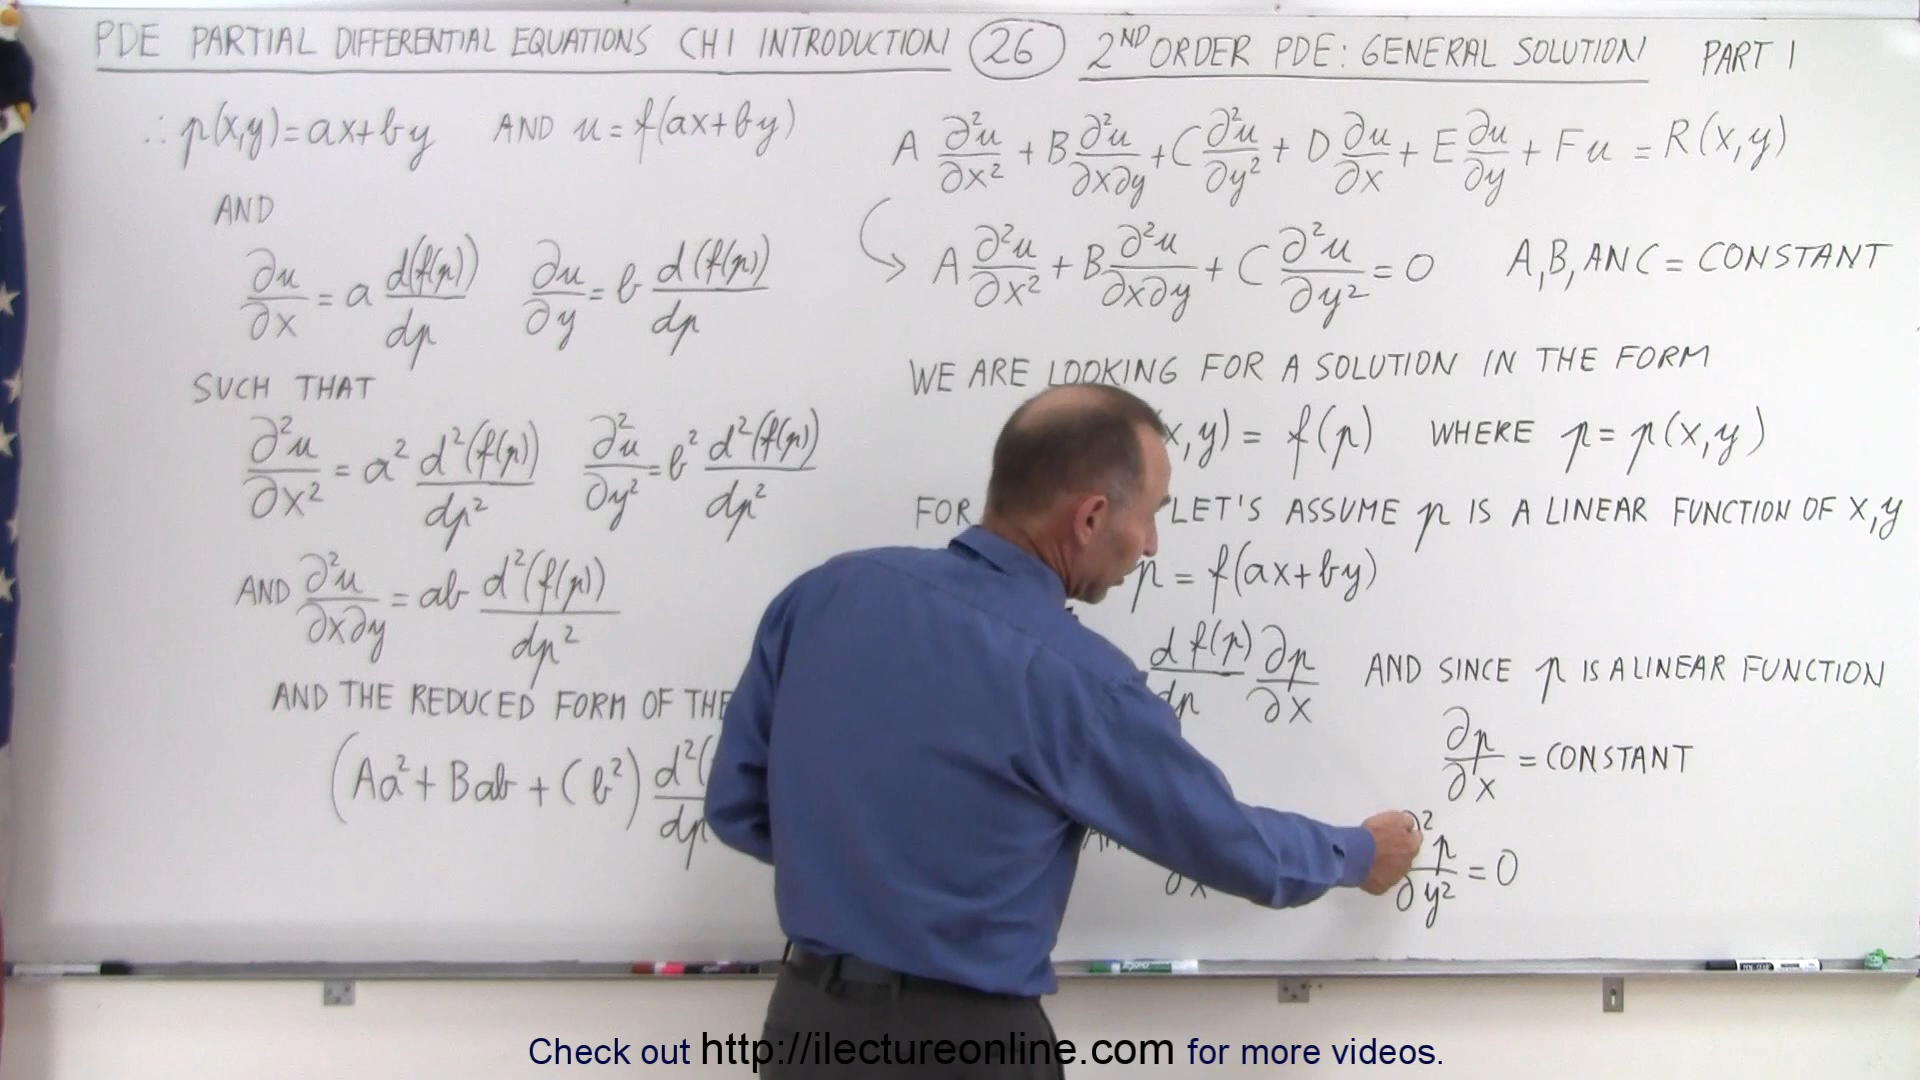 PDE PARTIAL DIFFERENTIAL EQUATIONS CH 1 INTRODUCTION 26 2ND ORDER PDE: GENERAL SOLUTION PART 1
∴ p(x,y)=ax+by AND u=f(ax+by)
AND
∂u/∂x = a d(f(p))/dp ∂u/∂y = b d(f(p))/dp
SUCH THAT
∂²u/∂x² = a² d²(f(p))/dp² ∂²u/∂y² = b² d²(f(p))/dp²
AND ∂²u/∂x∂y = ab d²(f(p))/dp²
AND THE REDUCED FORM OF THE
(Aa²+Bab+Cb²) d²(/dp
A ∂²u/∂x² + B ∂²u/∂x∂y + C ∂²u/∂y² + D ∂u/∂x + E ∂u/∂y + Fu = R(x,y)
A ∂²u/∂x² + B ∂²u/∂x∂y + C ∂²u/∂y² = 0 A,B,ANC = CONSTANT
WE ARE LOOKING FOR A SOLUTION IN THE FORM
x,y) = f(p) WHERE p = p(x,y)
FOR LET'S ASSUME p IS A LINEAR FUNCTION OF x,y
p = f(ax+by)
d f(p)/dp ∂p/∂x AND SINCE p IS A LINEAR FUNCTION
∂p/∂x = CONSTANT
∂²p/∂y² = 0
Check out http://ilectureonline.com for more videos.